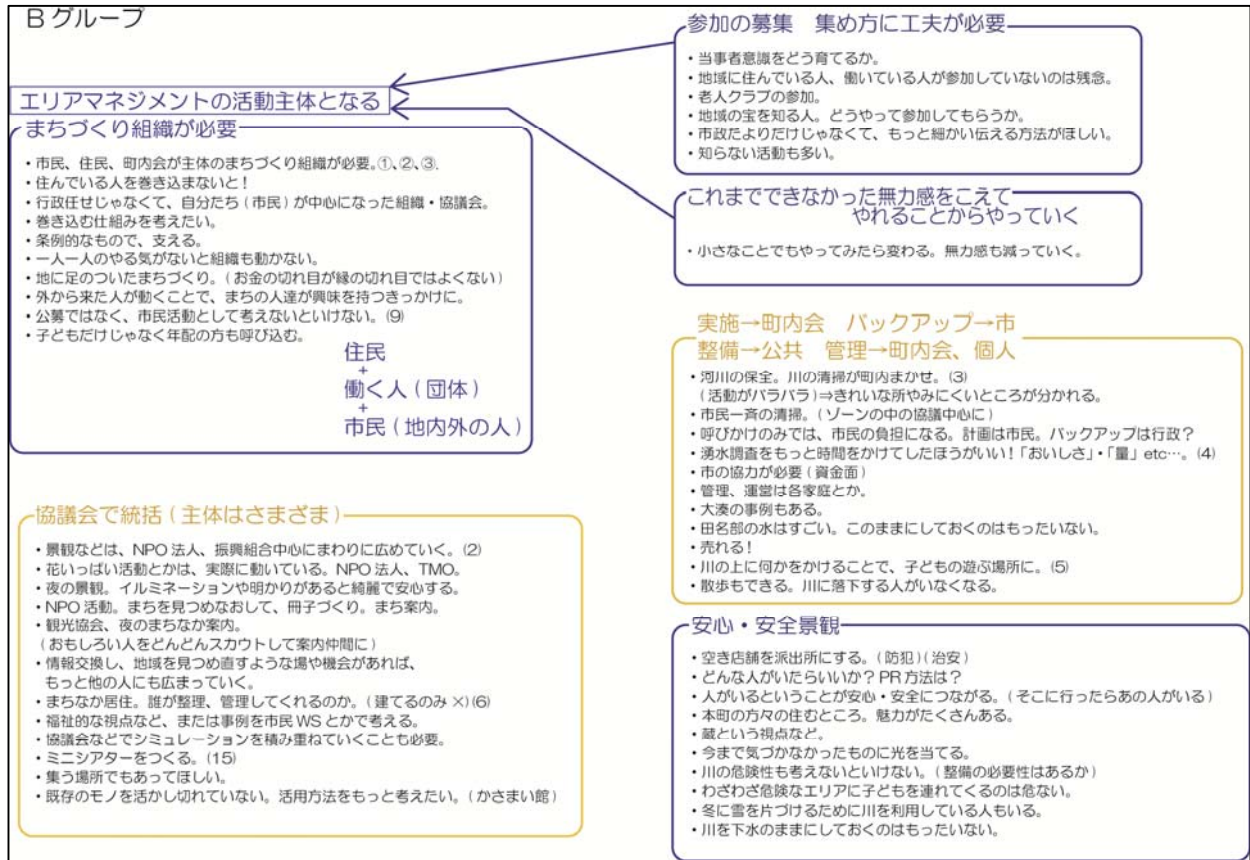 Bグループ
エリアマネジメントの活動主体となる
まちづくり組織が必要
・市民、住民、町内会が主体のまちづくり組織が必要。①、②、③.
・住んでいる人を巻き込まないと！
・行政任せじゃなくて、自分たち(市民)が中心になった組織・協議会。
・巻き込む仕組みを考えたい。
・条例的なもので、支える。
・一人一人のやる気がないと組織も動かない。
・地に足のついたまちづくり。(お金の切れ目が縁の切れ目ではよくない)
・外から来た人が動くことで、まちの人達が興味を持つきっかけに。
・公募ではなく、市民活動として考えないといけない。(9)
・子どもだけじゃなく年配の方も呼び込む。
住民
+
働く人(団体)
+
市民(地内外の人)
協議会で統括(主体はさまざま)
・景観などは、NPO法人、振興組合中心にまわりに広めていく。(2)
・花いっぱい活動とかは、実際に動いている。NPO法人、TMO。
・夜の景観。イルミネーションや明かりがあると綺麗で安心する。
・NPO活動。まちを見つめなおして、冊子づくり。まち案内。
・観光協会、夜のまちなか案内。
(おもしろい人をどんどんスカウトして案内仲間に)
・情報交換し、地域を見つめ直すような場や機会があれば、
もっと他の人にも広まっていく。
・まちなか居住。誰が整理、管理してくれるのか。(建てるのみ×)(6)
・福祉的な視点など、または事例を市民WSとかで考える。
・協議会などでシミュレーションを積み重ねていくことも必要。
・ミニシアターをつくる。(15)
・集う場所でもあってほしい。
・既存のモノを活かし切れていない。活用方法をもっと考えたい。(かさまい館)
参加の募集　集め方に工夫が必要
・当事者意識をどう育てるか。
・地域に住んでいる人、働いている人が参加していないのは残念。
・老人クラブの参加。
・地域の宝を知る人。どうやって参加してもらうか。
・市政だよりだけじゃなくて、もっと細かい伝える方法がほしい。
・知らない活動も多い。
これまでできなかった無力感をこえて
やれることからやっていく
・小さなことでもやってみたら変わる。無力感も減っていく。
実施→町内会　バックアップ→市
整備→公共　管理→町内会、個人
・河川の保全。川の清掃が町内まかせ。(3)
(活動がバラバラ)⇒きれいな所やみにくいところが分かれる。
・市民一斉の清掃。(ゾーンの中の協議中心に)
・呼びかけのみでは、市民の負担になる。計画は市民。バックアップは行政？
・湧水調査をもっと時間をかけてしたほうがいい！「おいしさ」・「量」etc…。(4)
・市の協力が必要(資金面)
・管理、運営は各家庭とか。
・大湊の事例もある。
・田名部の水はすごい。このままにしておくのはもったいない。
・売れる！
・川の上に何かをかけることで、子どもの遊ぶ場所に。(5)
・散歩もできる。川に落下する人がいなくなる。
安心・安全景観
・空き店舗を派出所にする。(防犯)(治安)
・どんな人がいたらいいか？PR方法は？
・人がいるということが安心・安全につながる。(そこに行ったらあの人がいる)
・本町の方々の住むところ。魅力がたくさんある。
・蔵という視点など。
・今まで気づかなかったものに光を当てる。
・川の危険性も考えないといけない。(整備の必要性はあるか)
・わざわざ危険なエリアに子どもを連れてくるのは危ない。
・冬に雪を片づけるために川を利用している人もいる。
・川を下水のままにしておくのはもったいない。